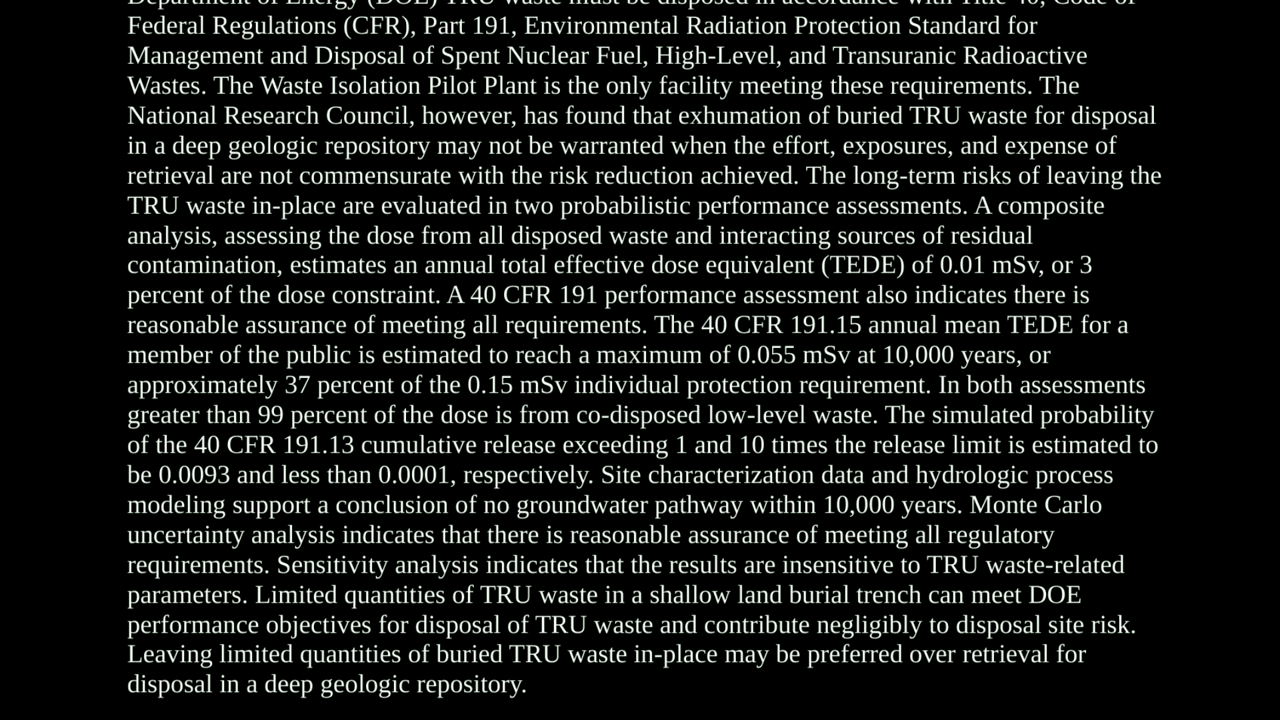 Department of Energy (DOE) TRU waste must be disposed in accordance with Title 40, Code of
Federal Regulations (CFR), Part 191, Environmental Radiation Protection Standard for
Management and Disposal of Spent Nuclear Fuel, High-Level, and Transuranic Radioactive
Wastes. The Waste Isolation Pilot Plant is the only facility meeting these requirements. The
National Research Council, however, has found that exhumation of buried TRU waste for disposal
in a deep geologic repository may not be warranted when the effort, exposures, and expense of
retrieval are not commensurate with the risk reduction achieved. The long-term risks of leaving the
TRU waste in-place are evaluated in two probabilistic performance assessments. A composite
analysis, assessing the dose from all disposed waste and interacting sources of residual
contamination, estimates an annual total effective dose equivalent (TEDE) of 0.01 mSv, or 3
percent of the dose constraint. A 40 CFR 191 performance assessment also indicates there is
reasonable assurance of meeting all requirements. The 40 CFR 191.15 annual mean TEDE for a
member of the public is estimated to reach a maximum of 0.055 mSv at 10,000 years, or
approximately 37 percent of the 0.15 mSv individual protection requirement. In both assessments
greater than 99 percent of the dose is from co-disposed low-level waste. The simulated probability
of the 40 CFR 191.13 cumulative release exceeding 1 and 10 times the release limit is estimated to
be 0.0093 and less than 0.0001, respectively. Site characterization data and hydrologic process
modeling support a conclusion of no groundwater pathway within 10,000 years. Monte Carlo
uncertainty analysis indicates that there is reasonable assurance of meeting all regulatory
requirements. Sensitivity analysis indicates that the results are insensitive to TRU waste-related
parameters. Limited quantities of TRU waste in a shallow land burial trench can meet DOE
performance objectives for disposal of TRU waste and contribute negligibly to disposal site risk.
Leaving limited quantities of buried TRU waste in-place may be preferred over retrieval for
disposal in a deep geologic repository.